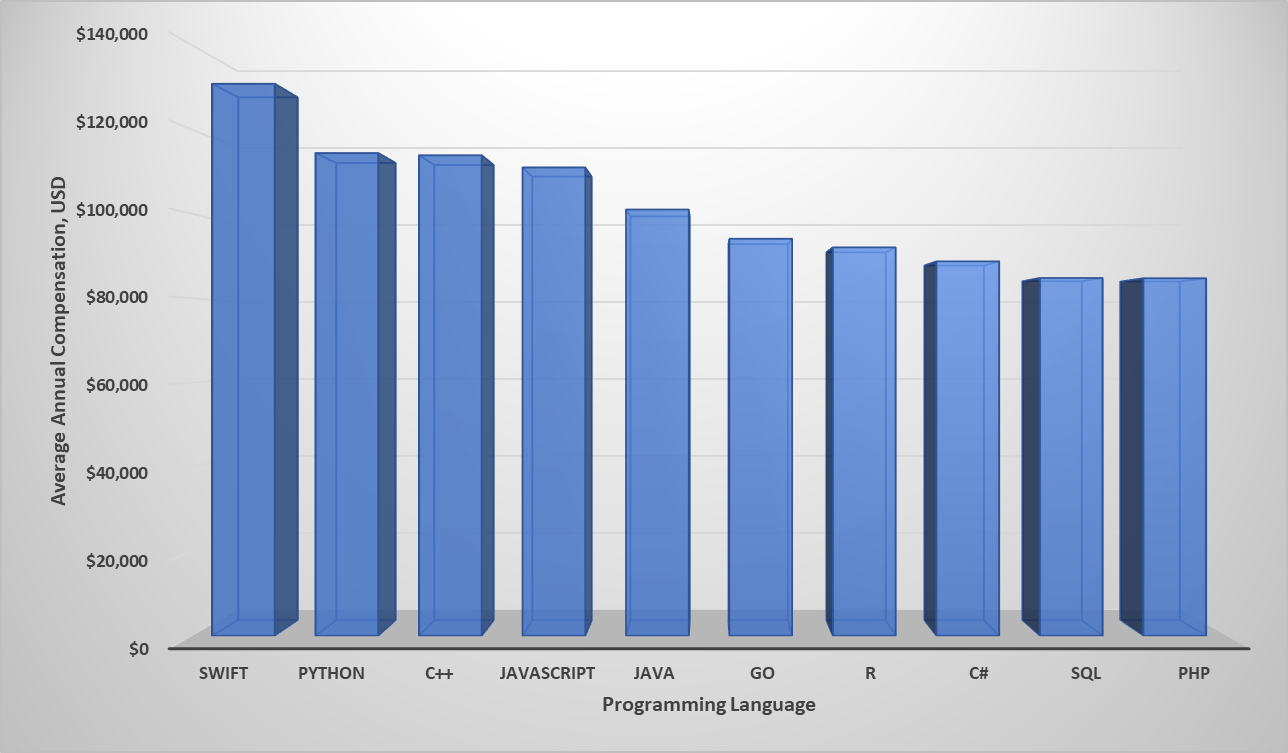 $140,000
$120,000
$100,000
$80,000
$60,000
$40,000
$20,000
$0
Average Annual Compensation, USD
SWIFT PYTHON C++ JAVASCRIPT JAVA GO R C# SQL PHP
Programming Language